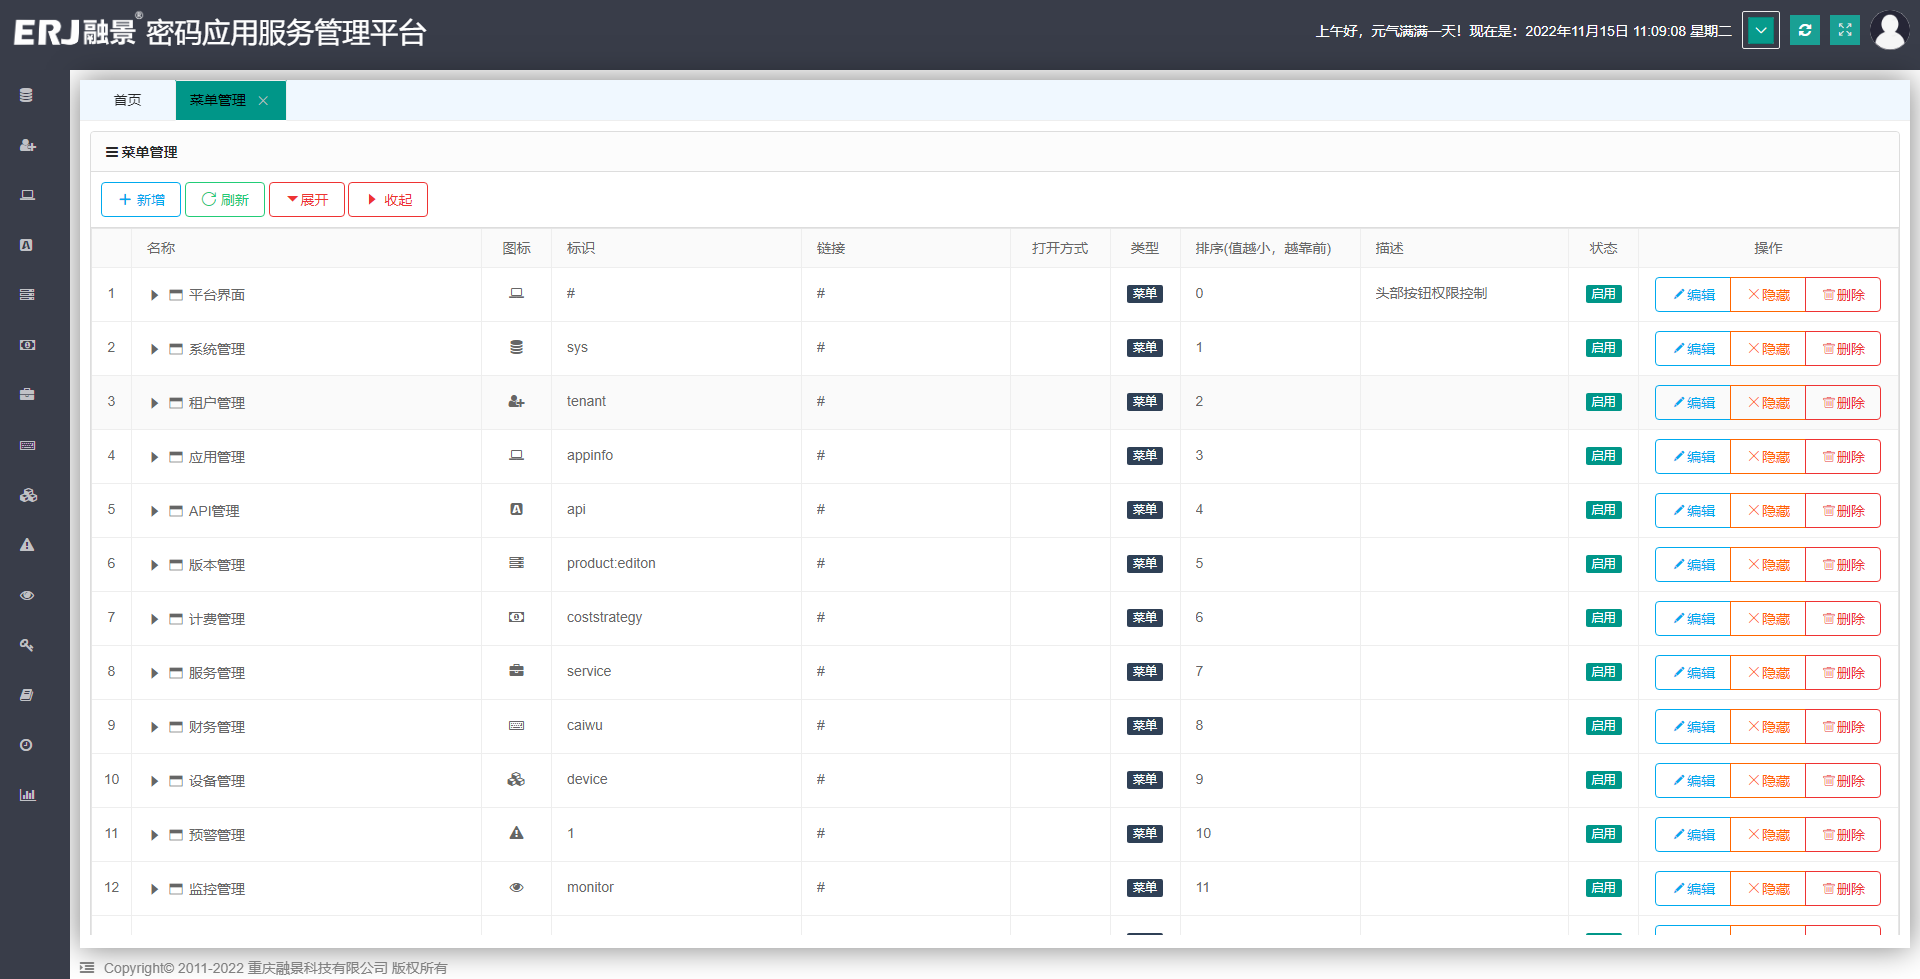 ERJ融景® 密码应用服务管理平台
上午好，元气满满一天！现在是：2022年11月15日 11:09:08 星期二
首页 菜单管理
菜单管理
新增 刷新 展开 收起
名称 图标 标识 链接 打开方式 类型 排序(值越小，越靠前) 描述 状态 操作
1 平台界面 # # 菜单 0 头部按钮权限控制 启用 编辑 隐藏 删除
2 系统管理 sys # 菜单 1 启用 编辑 隐藏 删除
3 租户管理 tenant # 菜单 2 启用 编辑 隐藏 删除
4 应用管理 appinfo # 菜单 3 启用 编辑 隐藏 删除
5 API管理 api # 菜单 4 启用 编辑 隐藏 删除
6 版本管理 product:editon # 菜单 5 启用 编辑 隐藏 删除
7 计费管理 coststrategy # 菜单 6 启用 编辑 隐藏 删除
8 服务管理 service # 菜单 7 启用 编辑 隐藏 删除
9 财务管理 caiwu # 菜单 8 启用 编辑 隐藏 删除
10 设备管理 device # 菜单 9 启用 编辑 隐藏 删除
11 预警管理 1 # 菜单 10 启用 编辑 隐藏 删除
12 监控管理 monitor # 菜单 11 启用 编辑 隐藏 删除
Copyright© 2011-2022 重庆融景科技有限公司 版权所有